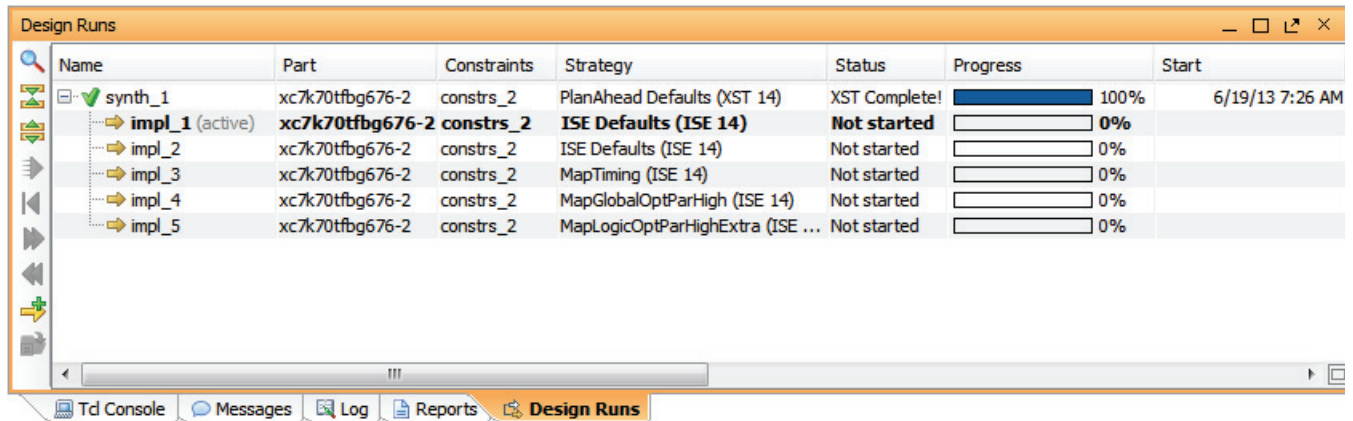 Design Runs
Name Part Constraints Strategy Status Progress Start
synth_1 xc7k70tfbg676-2 constrs_2 PlanAhead Defaults (XST 14) XST Complete! 100% 6/19/13 7:26 AM
impl_1 (active) xc7k70tfbg676-2 constrs_2 ISE Defaults (ISE 14) Not started 0%
impl_2 xc7k70tfbg676-2 constrs_2 ISE Defaults (ISE 14) Not started 0%
impl_3 xc7k70tfbg676-2 constrs_2 MapTiming (ISE 14) Not started 0%
impl_4 xc7k70tfbg676-2 constrs_2 MapGlobalOptParHigh (ISE 14) Not started 0%
impl_5 xc7k70tfbg676-2 constrs_2 MapLogicOptParHighExtra (ISE ... Not started 0%
Tcl Console Messages Log Reports Design Runs